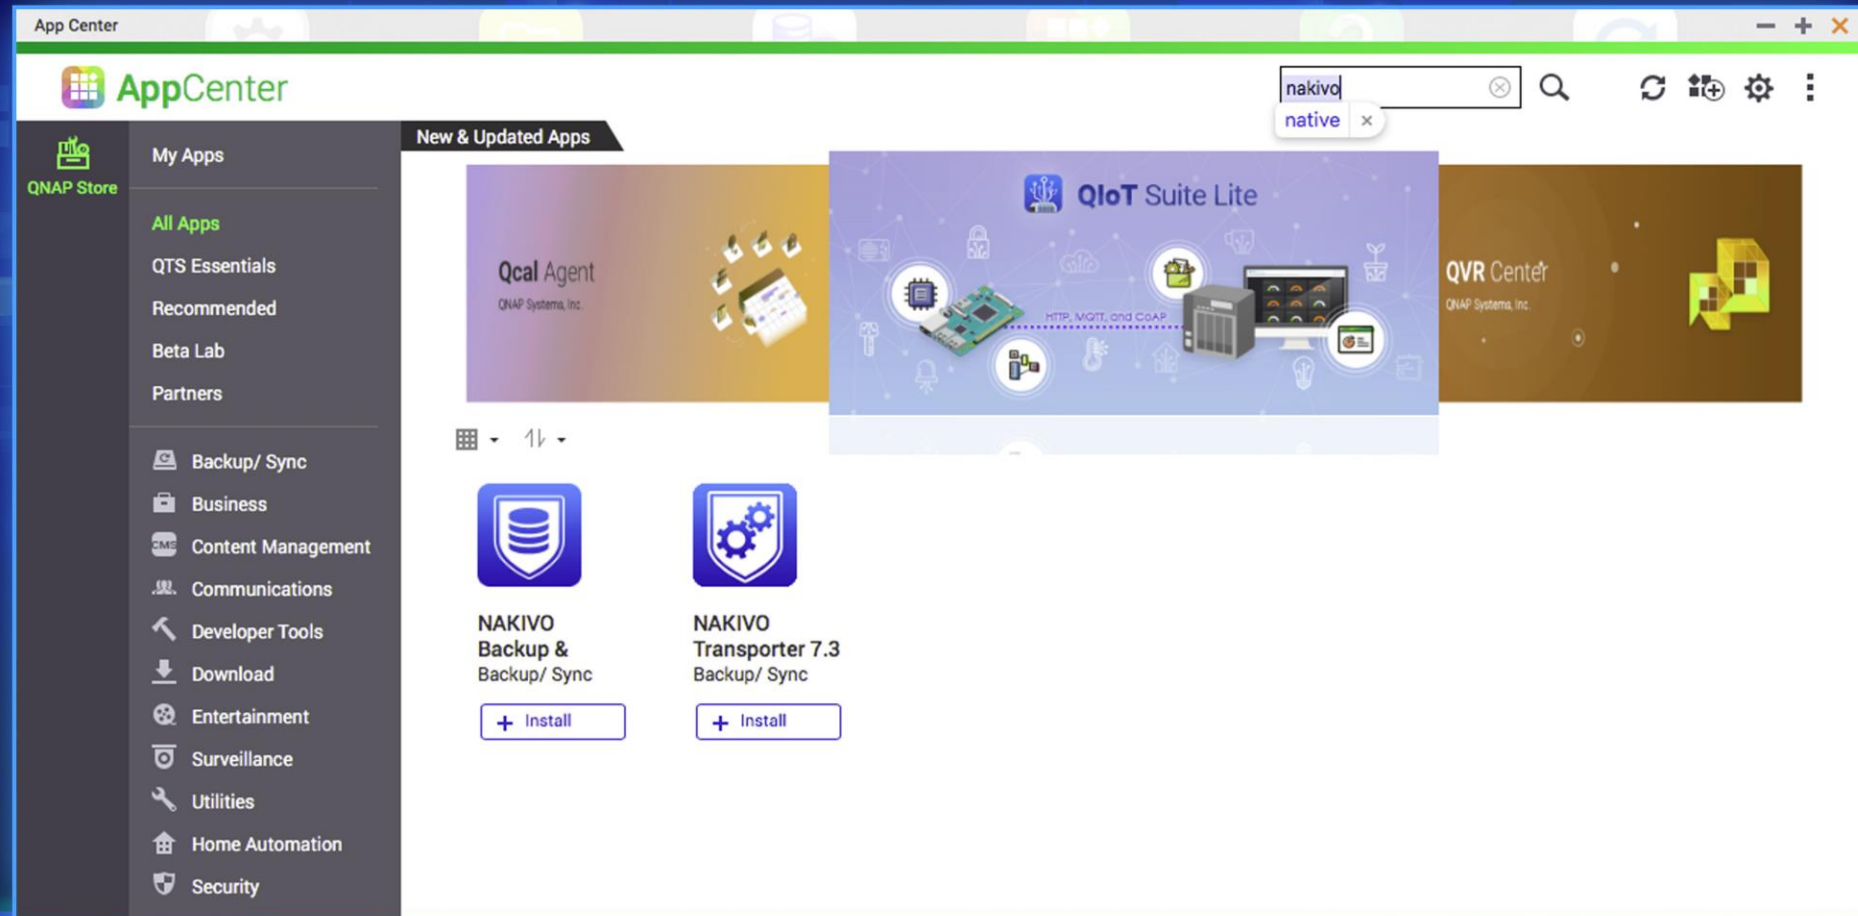 App Center
AppCenter
nakivo
native ×
QNAP Store
My Apps
All Apps
QTS Essentials
Recommended
Beta Lab
Partners
Backup/ Sync
Business
CMS Content Management
Communications
Developer Tools
Download
Entertainment
Surveillance
Utilities
Home Automation
Security
New & Updated Apps
Qcal Agent
QNAP Systems, Inc.
QIoT Suite Lite
HTTP, MQTT, and CoAP
QVR Center
QNAP Systems, Inc.
NAKIVO
Backup &
Backup/ Sync
+ Install
NAKIVO
Transporter 7.3
Backup/ Sync
+ Install